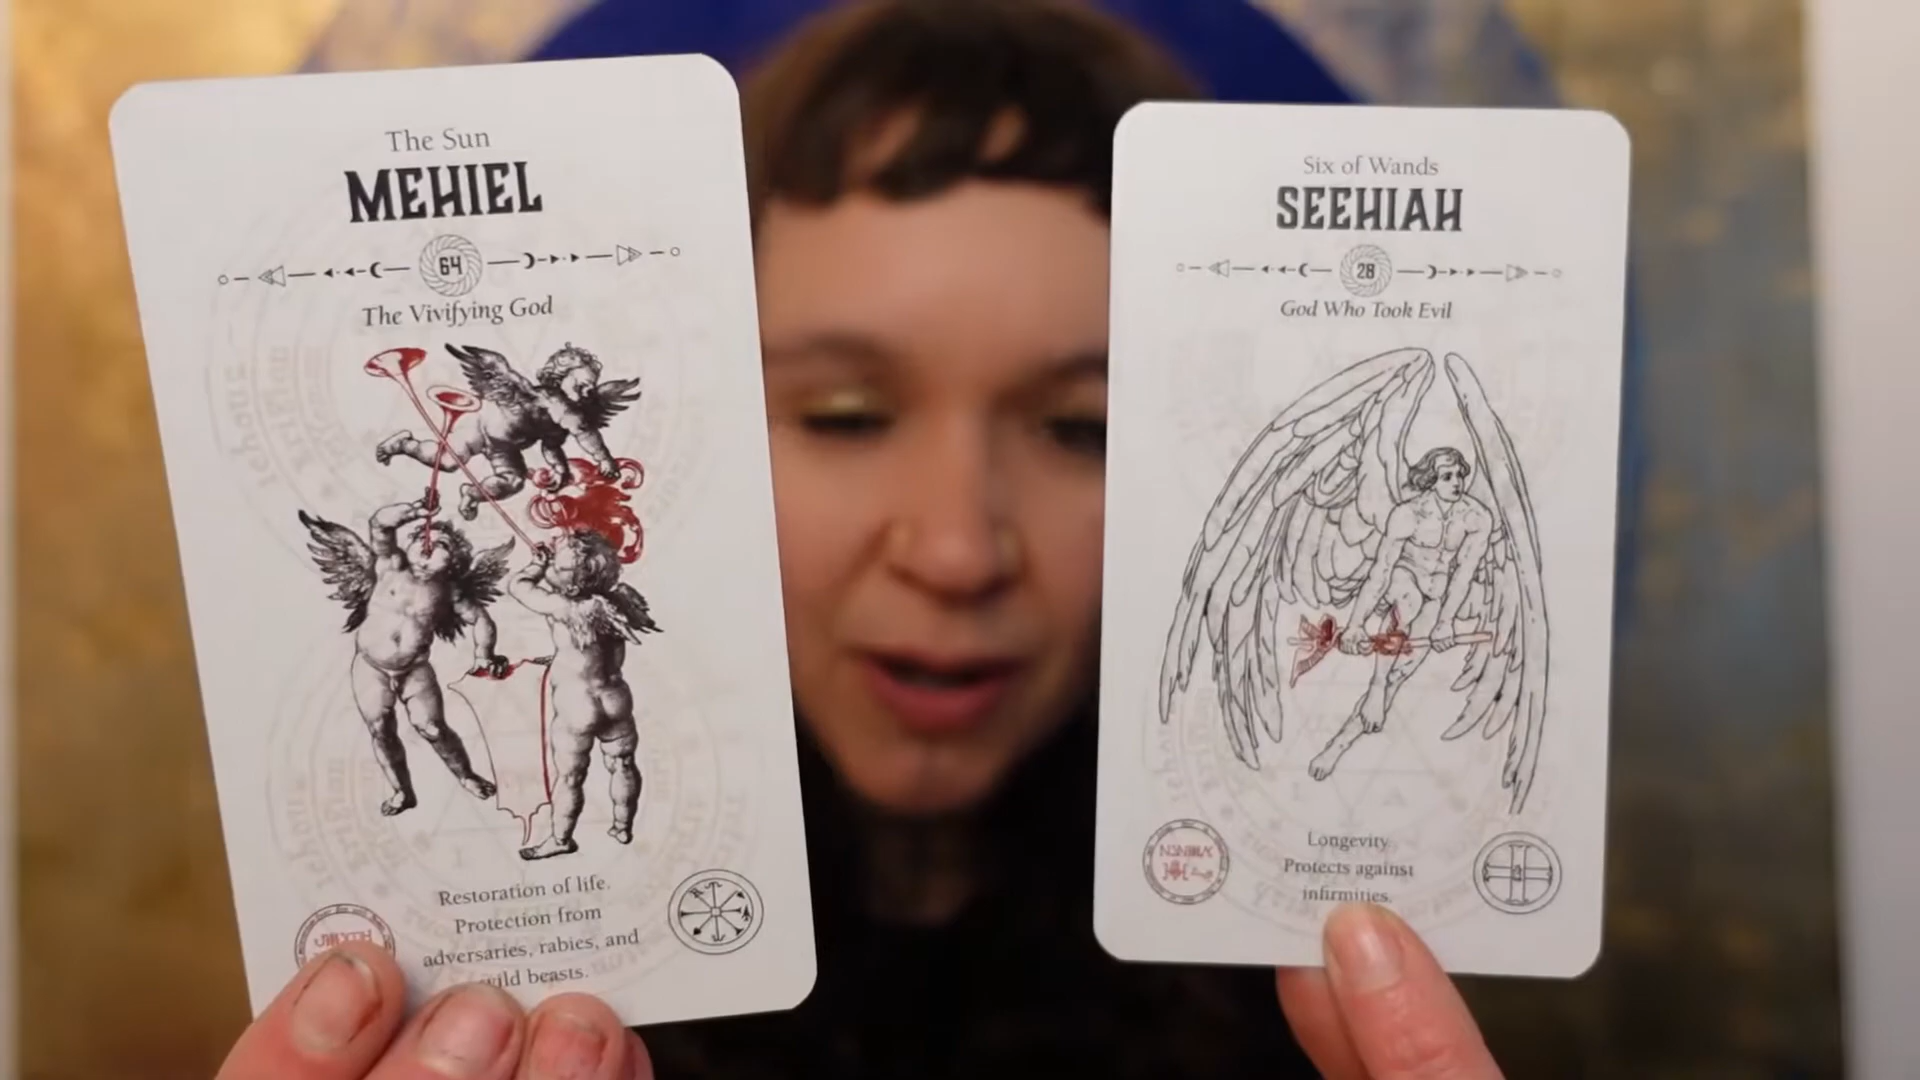 The Sun
MEHIEL
64
The Vivifying God
Restoration of life.
Protection from
adversaries, rabies, and
wild beasts.
Six of Wands
SEEHIAH
28
God Who Took Evil
Longevity.
Protects against
infirmities.